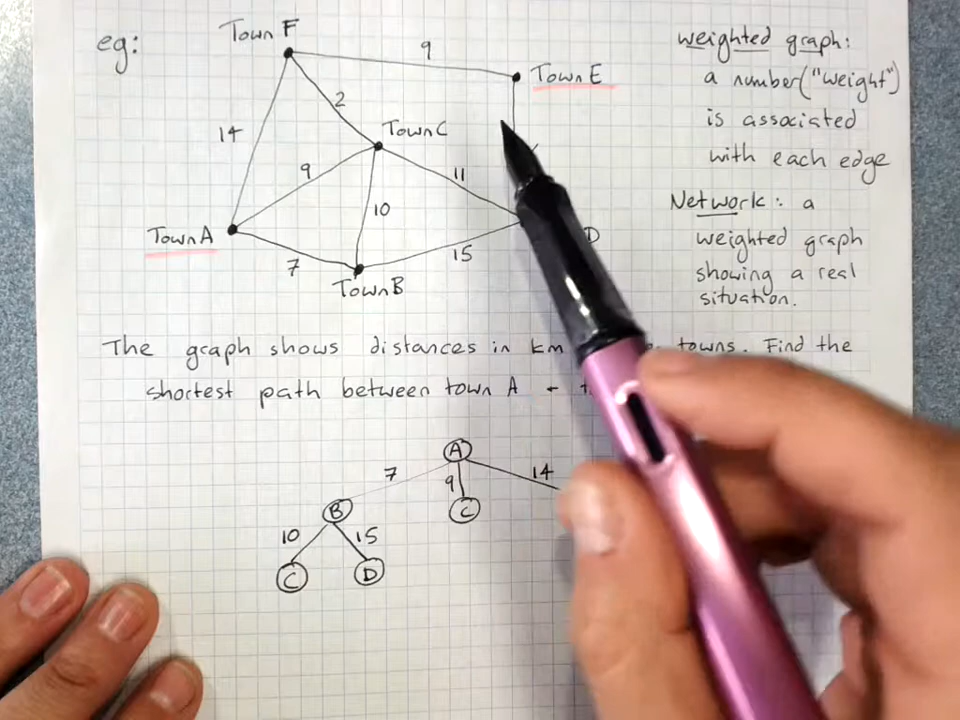 eg:
Town F
9
Town E
2
14
Town C
9
11
10
Town A
15
D
7
Town B
weighted graph:
a number ("weight")
is associated
with each edge
Network: a
weighted graph
showing a real
situation.
The graph shows distances in km towns. Find the
shortest path between town A
A
7
9
14
B
C
10
15
C
D